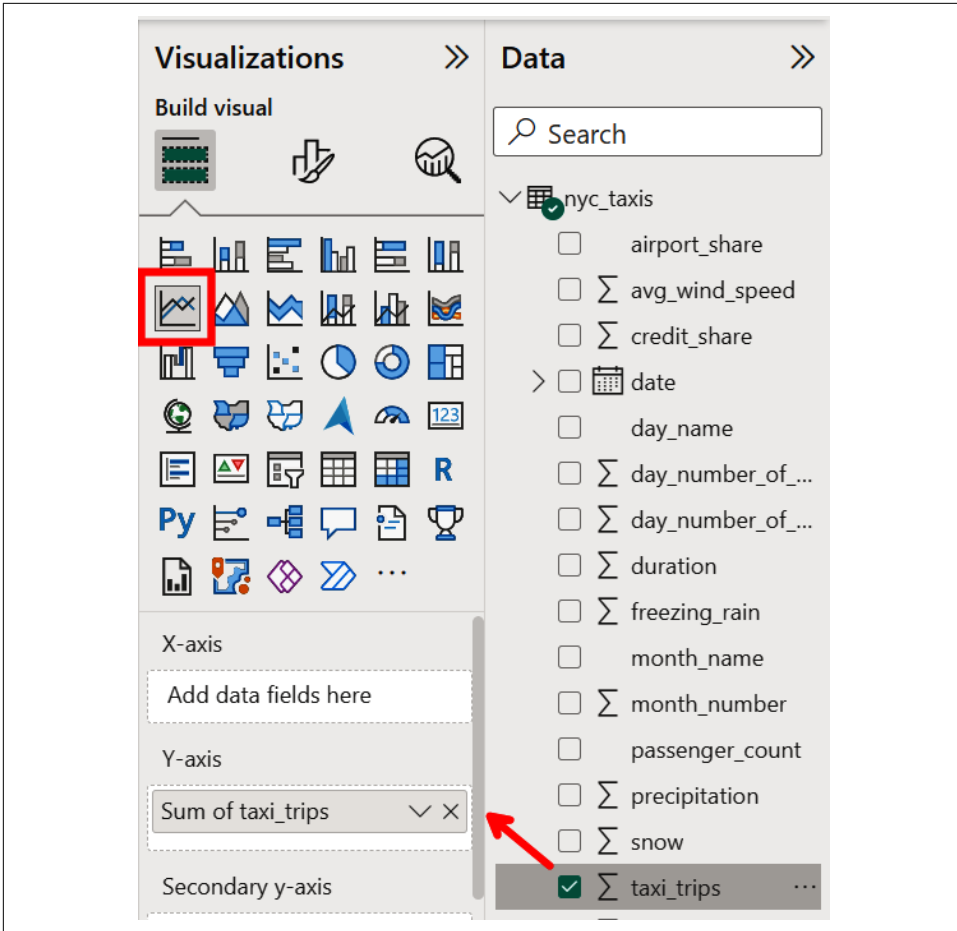 Visualizations
Build visual
123
R
Py
X-axis
Add data fields here
Y-axis
Sum of taxi_trips
Secondary y-axis
Data
Search
nyc_taxis
airport_share
∑ avg_wind_speed
∑ credit_share
date
day_name
∑ day_number_of_...
∑ day_number_of_...
∑ duration
∑ freezing_rain
month_name
∑ month_number
passenger_count
∑ precipitation
∑ snow
∑ taxi_trips